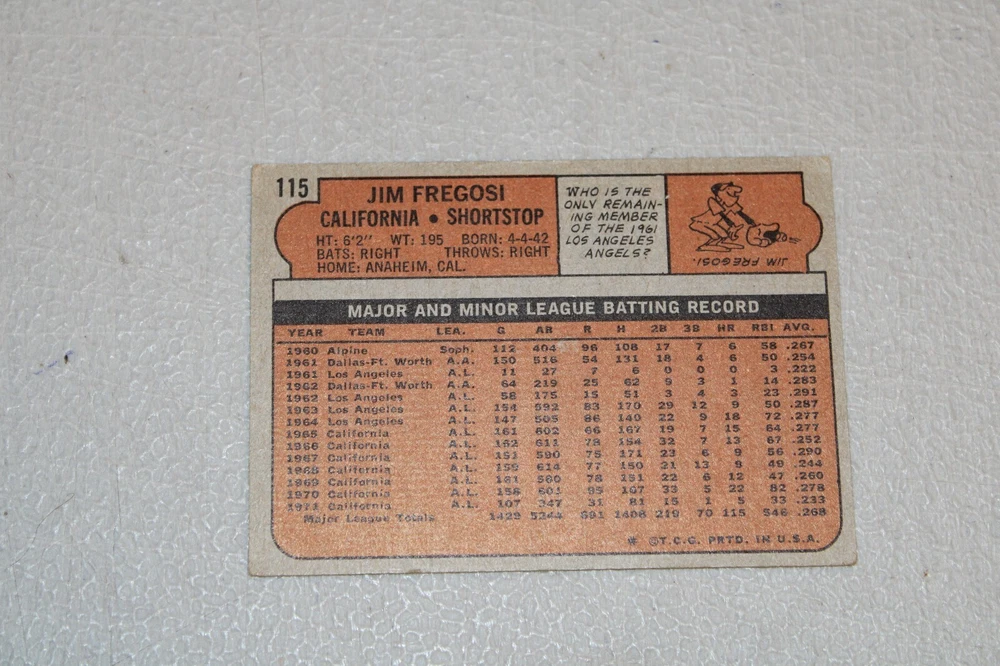 115
JIM FREGOSI
CALIFORNIA • SHORTSTOP
HT: 6'2" WT: 195 BORN: 4-4-42
BATS: RIGHT THROWS: RIGHT
HOME: ANAHEIM, CAL.
WHO IS THE
ONLY REMAIN-
ING MEMBER
OF THE 1961
LOS ANGELES
ANGELS?
JIM FREGOSI.
MAJOR AND MINOR LEAGUE BATTING RECORD
YEAR TEAM LEA. G AB R H 2B 3B HR RBI AVG.
1960 Alpine Soph. 112 404 96 108 17 7 6 58 .267
1961 Dallas-Ft. Worth A.A. 150 516 54 131 18 4 6 50 .254
1961 Los Angeles A.L. 11 27 7 6 0 0 0 3 .222
1962 Dallas-Ft. Worth A.A. 64 219 25 62 9 3 1 14 .283
1962 Los Angeles A.L. 58 175 15 51 3 4 3 23 .291
1963 Los Angeles A.L. 154 592 83 170 29 12 9 50 .287
1964 Los Angeles A.L. 147 505 86 140 22 9 18 72 .277
1965 California A.L. 161 602 66 167 19 7 15 64 .277
1966 California A.L. 162 611 78 154 32 7 13 67 .252
1967 California A.L. 151 590 75 171 23 6 9 56 .290
1968 California A.L. 159 614 77 150 21 13 9 49 .244
1969 California A.L. 161 580 78 151 22 6 12 47 .260
1970 California A.L. 158 601 95 167 33 5 22 82 .278
1971 California A.L. 107 347 31 81 15 1 5 33 .233
Major League Totals 1429 5244 691 1408 219 70 115 546 .268
* ©T.C.G. PRTD. IN U.S.A.